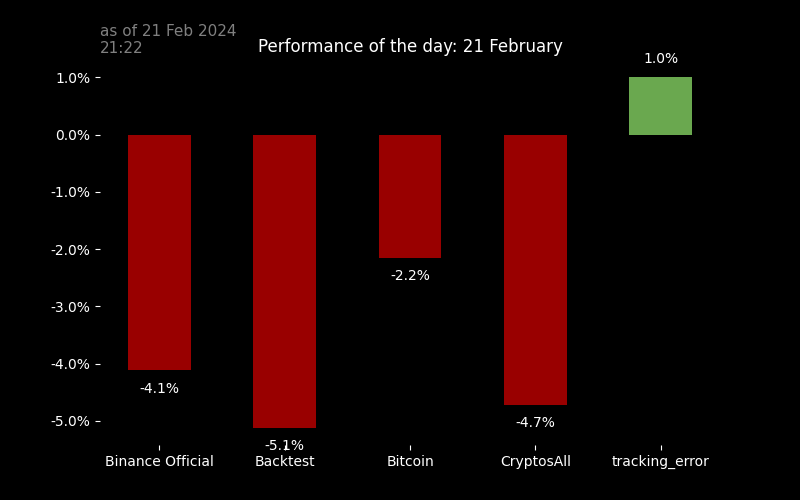 as of 21 Feb 2024
21:22
Performance of the day: 21 February
1.0%
1.0%
0.0%
-1.0%
-2.0%
-3.0%
-4.0%
-5.0%
-4.1%
-5.1%
-2.2%
-4.7%
Binance Official
Backtest
Bitcoin
CryptosAll
tracking_error